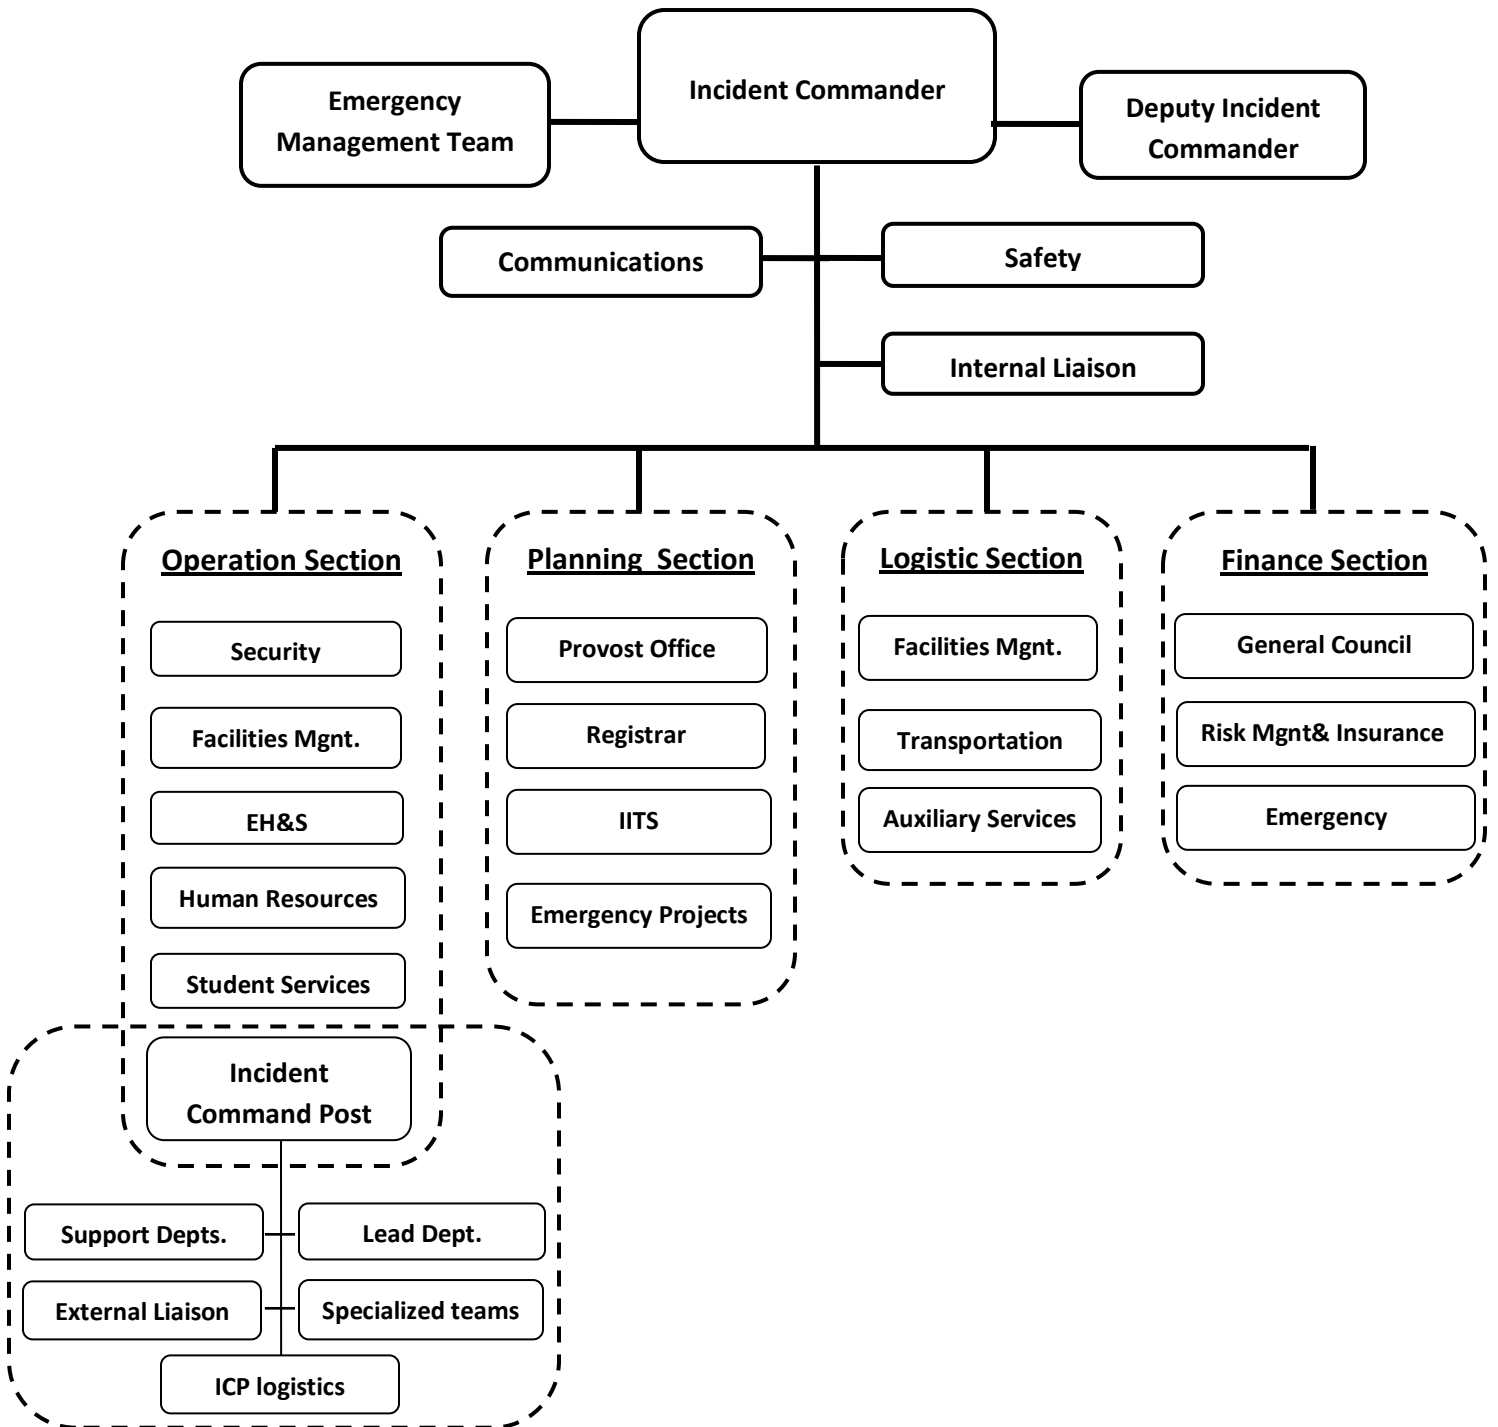 Incident Commander
Emergency
Management Team
Deputy Incident
Commander
Communications
Safety
Internal Liaison
Operation Section
Security
Facilities Mgnt.
EH&S
Human Resources
Student Services
Incident
Command Post
Support Depts.
Lead Dept.
External Liaison
Specialized teams
ICP logistics
Planning  Section
Provost Office
Registrar
IITS
Emergency Projects
Logistic Section
Facilities Mgnt.
Transportation
Auxiliary Services
Finance Section
General Council
Risk Mgnt& Insurance
Emergency